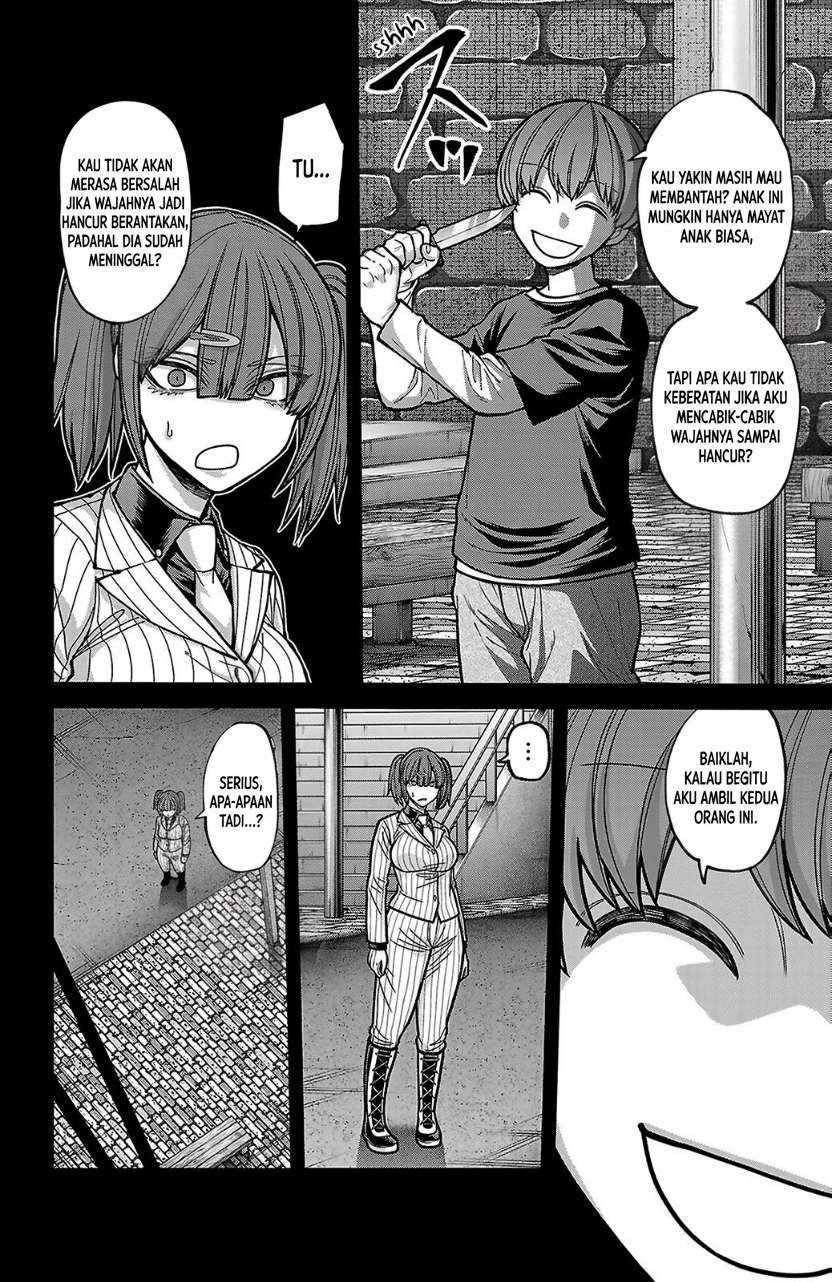 sshhh
スッ
KAU YAKIN MASIH MAU
MEMBANTAH? ANAK INI
MUNGKIN HANYA MAYAT
ANAK BIASA,
TAPI APA KAU TIDAK
KEBERATAN JIKA AKU
MENCABIK-CABIK
WAJAHNYA SAMPAI
HANCUR?
TU...
KAU TIDAK AKAN
MERASA BERSALAH
JIKA WAJAHNYA JADI
HANCUR BERANTAKAN,
PADAHAL DIA SUDAH
MENINGGAL?
BAIKLAH,
KALAU BEGITU
AKU AMBIL KEDUA
ORANG INI.
...
SERIUS,
APA-APAAN
TADI...?